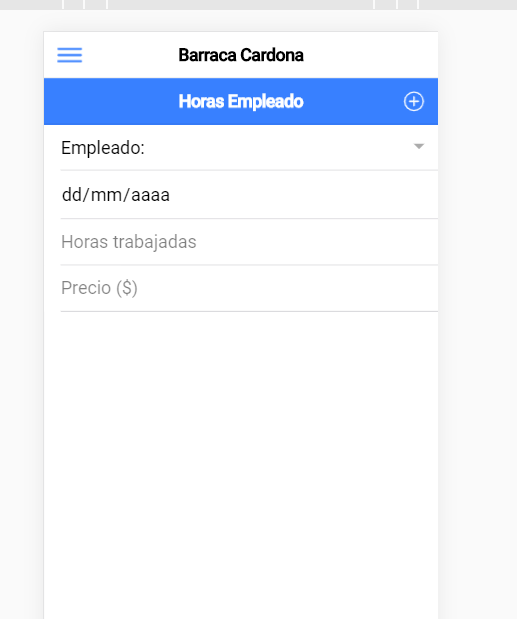 Barraca Cardona
Horas Empleado
Empleado:
dd/mm/aaaa
Horas trabajadas
Precio ($)